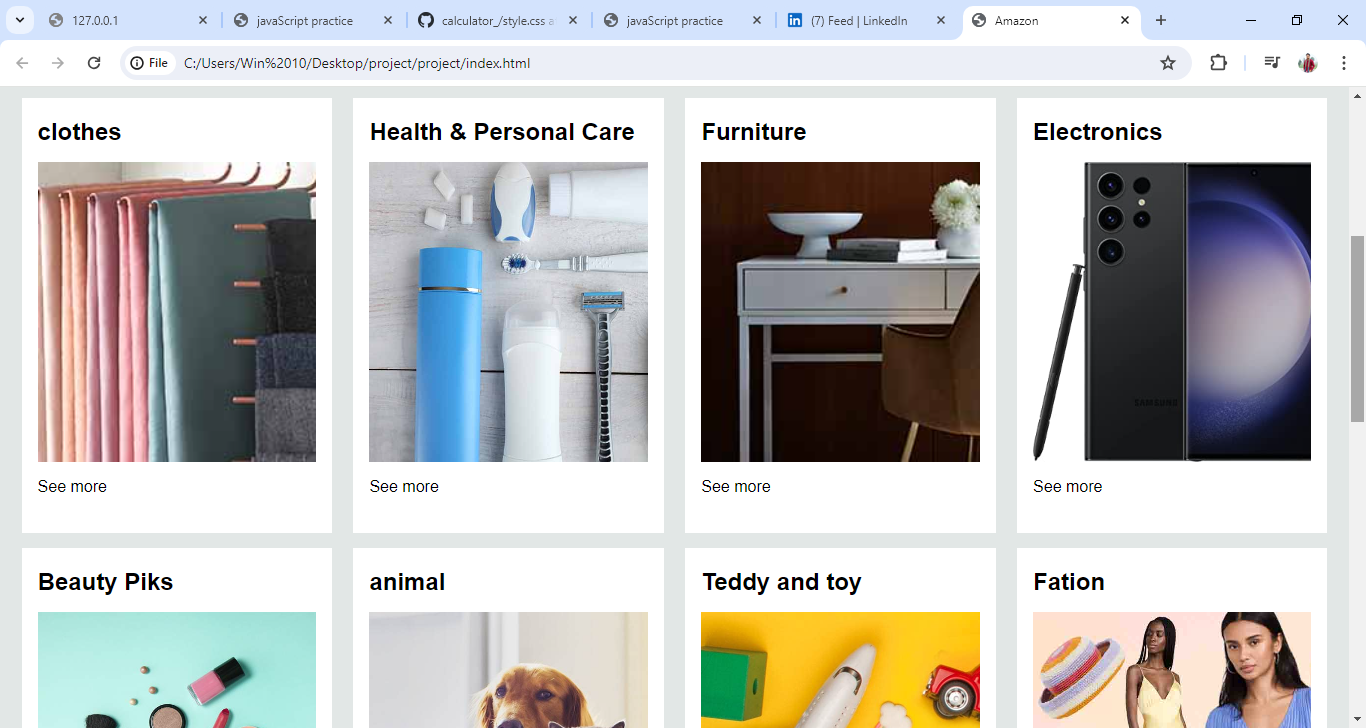 127.0.0.1
javaScript practice
calculator_/style.css a
javaScript practice
(7) Feed | LinkedIn
Amazon
File
C:/Users/Win%2010/Desktop/project/project/index.html
clothes
Health & Personal Care
Furniture
Electronics
SAMSUNG
See more
See more
See more
See more
Beauty Piks
animal
Teddy and toy
Fation